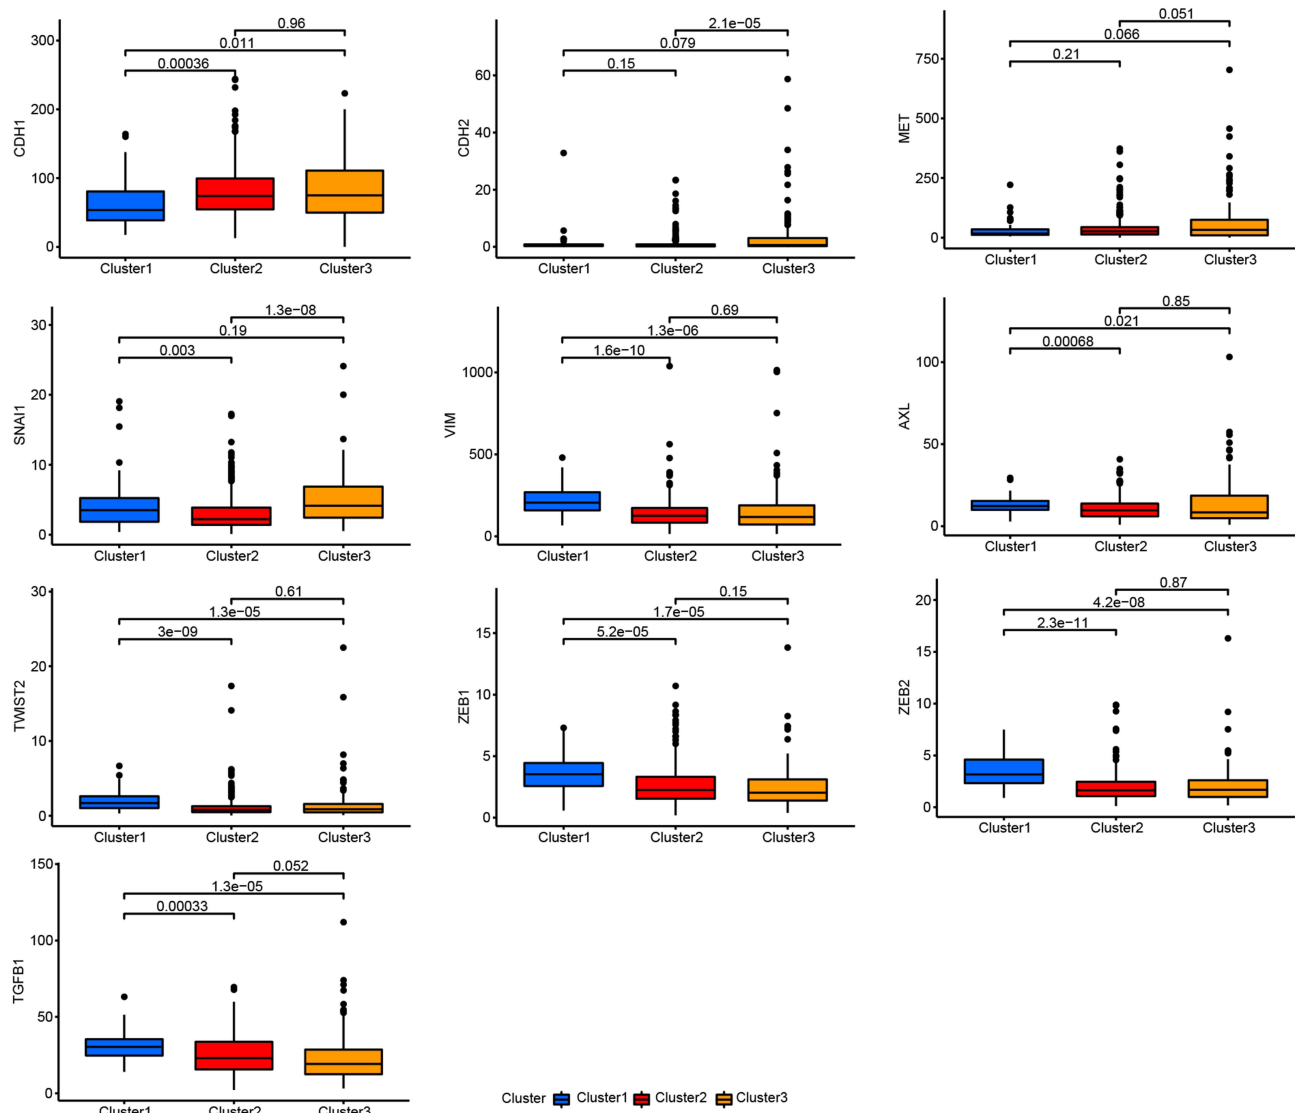 0.96
0.011
0.00036
300
200
100
0
CDH1
Cluster1 Cluster2 Cluster3
2.1e−05
0.079
0.15
60
40
20
0
CDH2
Cluster1 Cluster2 Cluster3
0.051
0.066
0.21
750
500
250
0
MET
Cluster1 Cluster2 Cluster3
1.3e−08
0.19
0.003
30
20
10
0
SNAI1
Cluster1 Cluster2 Cluster3
0.69
1.3e−06
1.6e−10
1000
500
0
VIM
Cluster1 Cluster2 Cluster3
0.85
0.021
0.00068
100
50
0
AXL
Cluster1 Cluster2 Cluster3
0.61
1.3e−05
3e−09
30
20
10
0
TWIST2
Cluster1 Cluster2 Cluster3
0.15
1.7e−05
5.2e−05
15
10
5
0
ZEB1
Cluster1 Cluster2 Cluster3
0.87
4.2e−08
2.3e−11
20
15
10
5
0
ZEB2
Cluster1 Cluster2 Cluster3
0.052
1.3e−05
0.00033
150
100
50
0
TGFB1
Cluster1 Cluster2 Cluster3
Cluster Cluster1 Cluster2 Cluster3